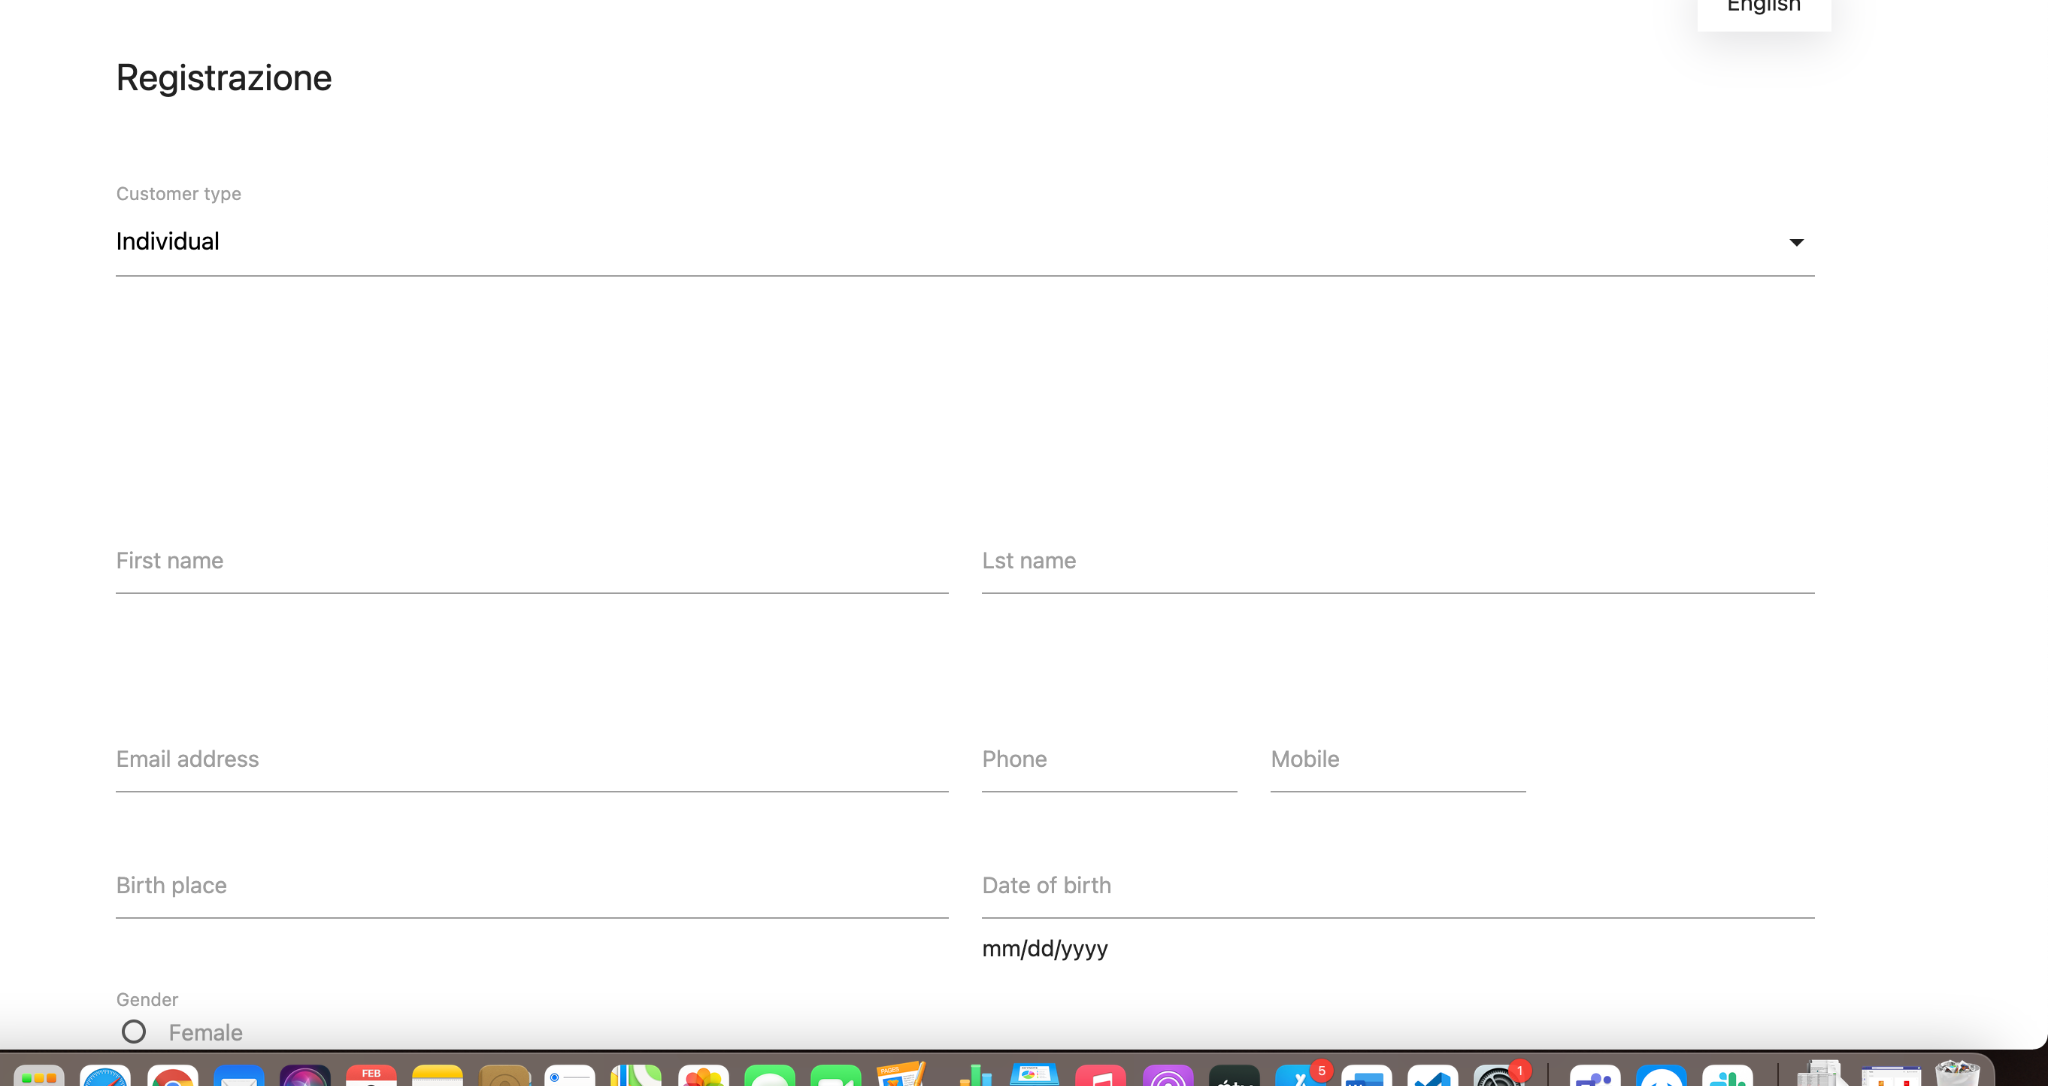 English
Registrazione
Customer type
Individual
First name
Lst name
Email address
Phone
Mobile
Birth place
Date of birth
mm/dd/yyyy
Gender
Female
FEB
PAGES
5
1